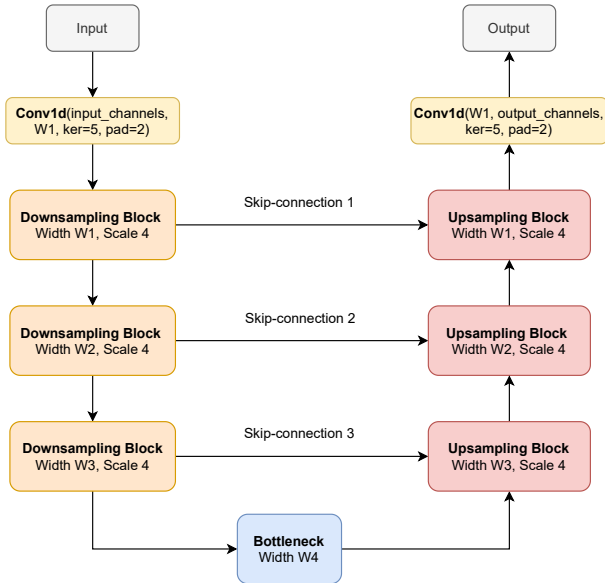 Input
Output
Conv1d(input_channels,
W1, ker=5, pad=2)
Conv1d(W1, output_channels,
ker=5, pad=2)
Downsampling Block
Width W1, Scale 4
Skip-connection 1
Upsampling Block
Width W1, Scale 4
Downsampling Block
Width W2, Scale 4
Skip-connection 2
Upsampling Block
Width W2, Scale 4
Downsampling Block
Width W3, Scale 4
Skip-connection 3
Upsampling Block
Width W3, Scale 4
Bottleneck
Width W4